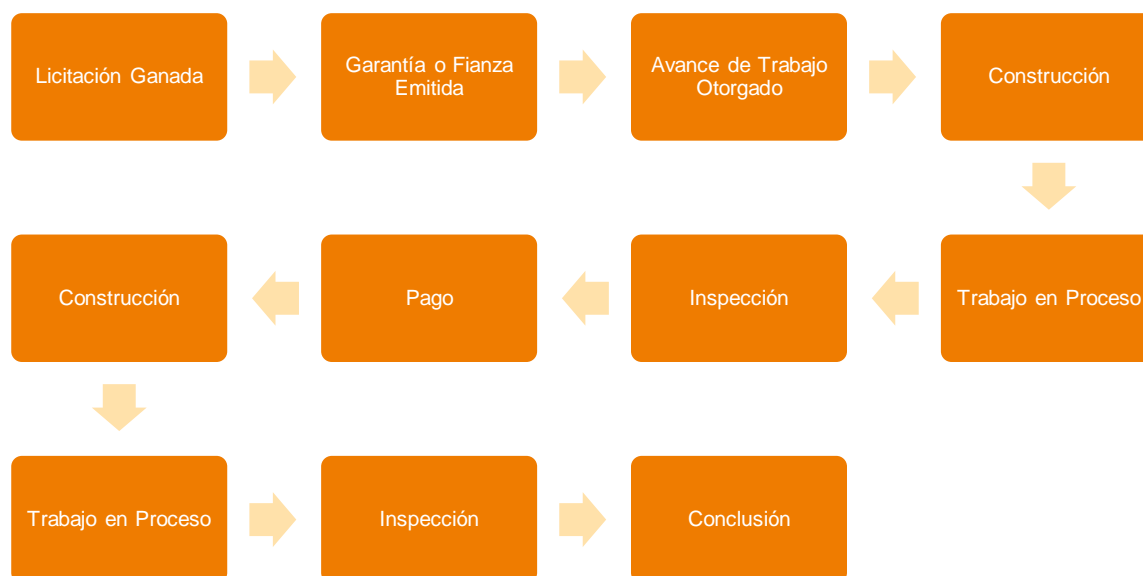 Licitación Ganada
Garantía o Fianza
Emitida
Avance de Trabajo
Otorgado
Construcción
Trabajo en Proceso
Inspección
Pago
Construcción
Trabajo en Proceso
Inspección
Conclusión